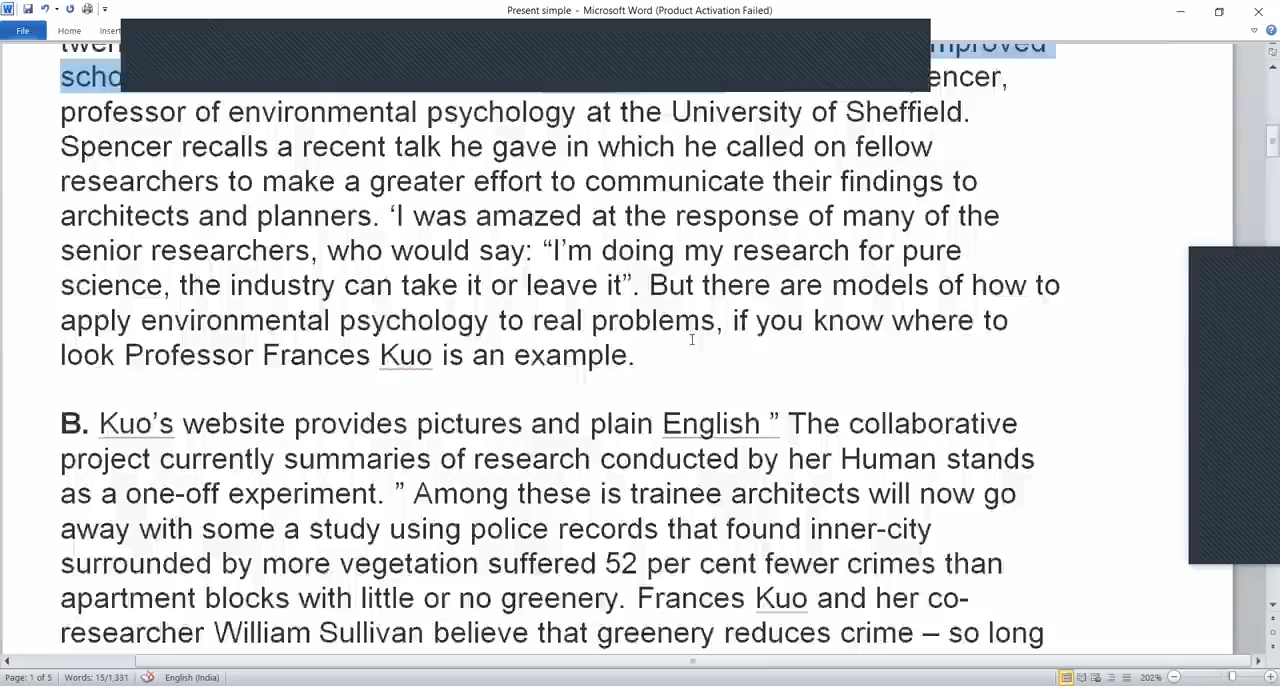 Present simple - Microsoft Word (Product Activation Failed)
File Home Insert
improved
encer,
professor of environmental psychology at the University of Sheffield.
Spencer recalls a recent talk he gave in which he called on fellow
researchers to make a greater effort to communicate their findings to
architects and planners. ‘I was amazed at the response of many of the
senior researchers, who would say: “I’m doing my research for pure
science, the industry can take it or leave it”. But there are models of how to
apply environmental psychology to real problems, if you know where to
look Professor Frances Kuo is an example.
B. Kuo’s website provides pictures and plain English ” The collaborative
project currently summaries of research conducted by her Human stands
as a one-off experiment. ” Among these is trainee architects will now go
away with some a study using police records that found inner-city
surrounded by more vegetation suffered 52 per cent fewer crimes than
apartment blocks with little or no greenery. Frances Kuo and her co-
researcher William Sullivan believe that greenery reduces crime – so long
Page: 1 of 5 Words: 15/1,331 English (India) 202%